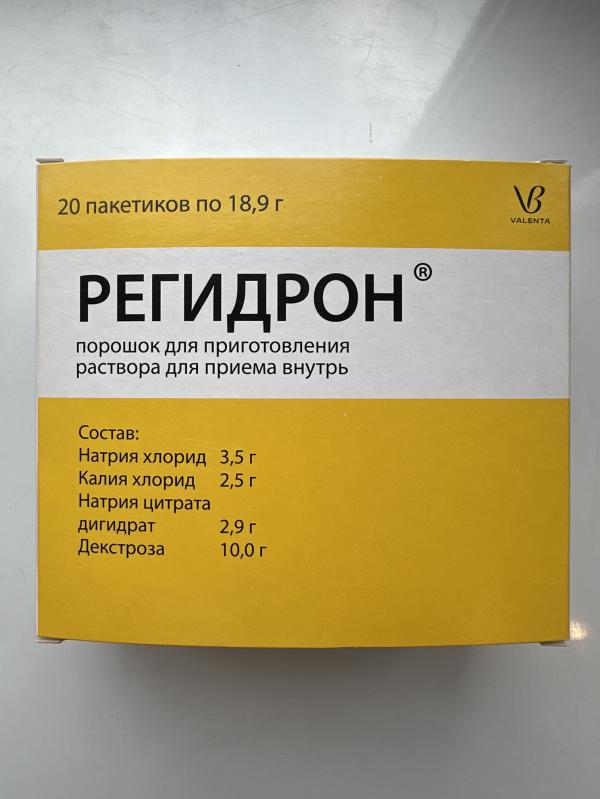 20 пакетиков по 18,9 г
VALENTA
РЕГИДРОН®
порошок для приготовления
раствора для приема внутрь
Состав:
Натрия хлорид 3,5 г
Калия хлорид 2,5 г
Натрия цитрата
дигидрат 2,9 г
Декстроза 10,0 г